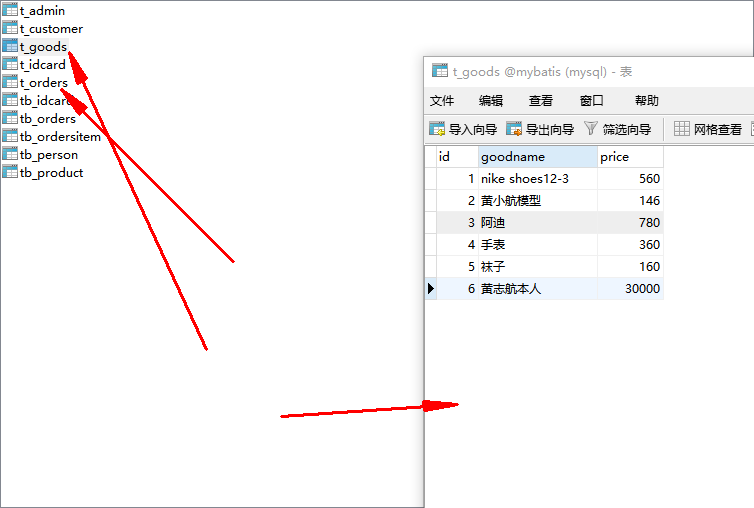 t_admin
t_customer
t_goods
t_idcard
t_orders
tb_idcard
tb_orders
tb_ordersitem
tb_person
tb_product
t_goods @mybatis (mysql) - 表
文件 编辑 查看 窗口 帮助
导入向导 导出向导 筛选向导 网格查看
id goodname price
1 nike shoes12-3 560
2 黄小航模型 146
3 阿迪 780
4 手表 360
5 袜子 160
6 黄志航本人 30000